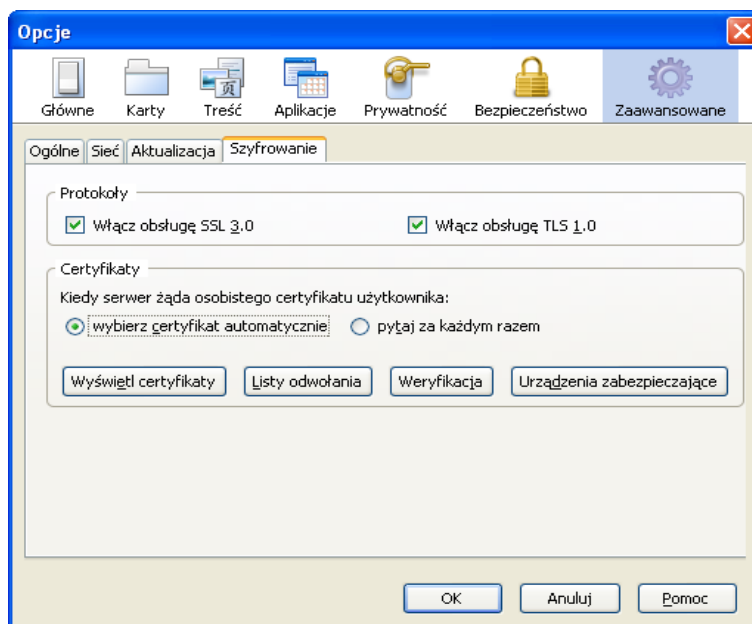 Opcje
Główne Karty Treść Aplikacje Prywatność Bezpieczeństwo Zaawansowane
Ogólne Sieć Aktualizacja Szyfrowanie
Protokoły
Włącz obsługę SSL 3.0 Włącz obsługę TLS 1.0
Certyfikaty
Kiedy serwer żąda osobistego certyfikatu użytkownika:
wybierz certyfikat automatycznie pytaj za każdym razem
Wyświetl certyfikaty Listy odwołania Weryfikacja Urządzenia zabezpieczające
OK Anuluj Pomoc